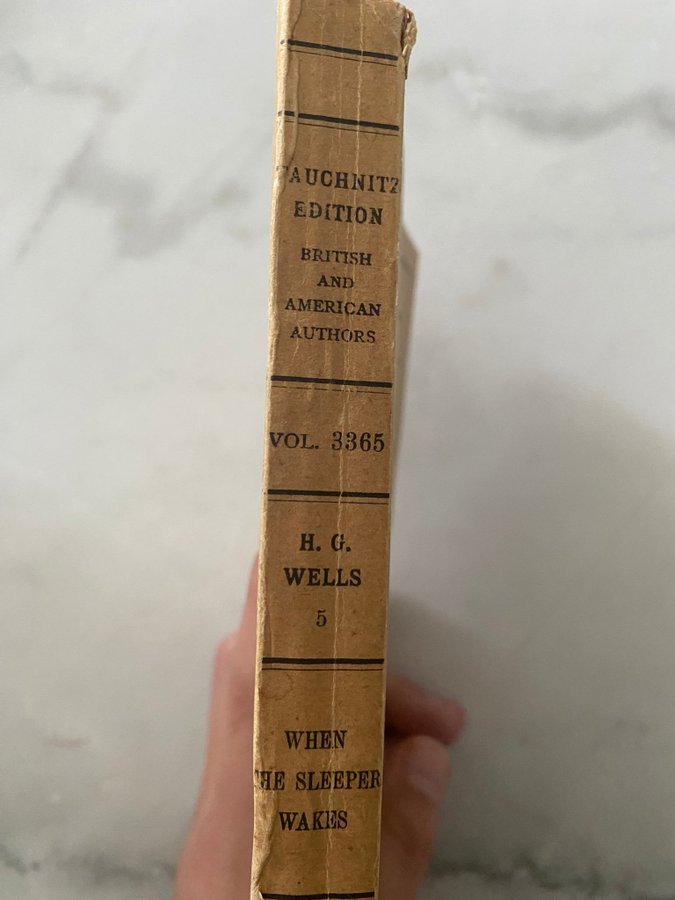 TAUCHNITZ
EDITION
BRITISH
AND
AMERICAN
AUTHORS
VOL. 3365
H. G.
WELLS
5
WHEN
THE SLEEPER
WAKES